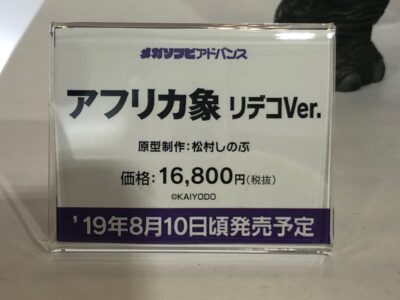 メガソフビアドバンス
アフリカ象 リデコVer.
原型制作:松村しのぶ
価格:16,800円(税抜)
©KAIYODO
'19年8月10日頃発売予定